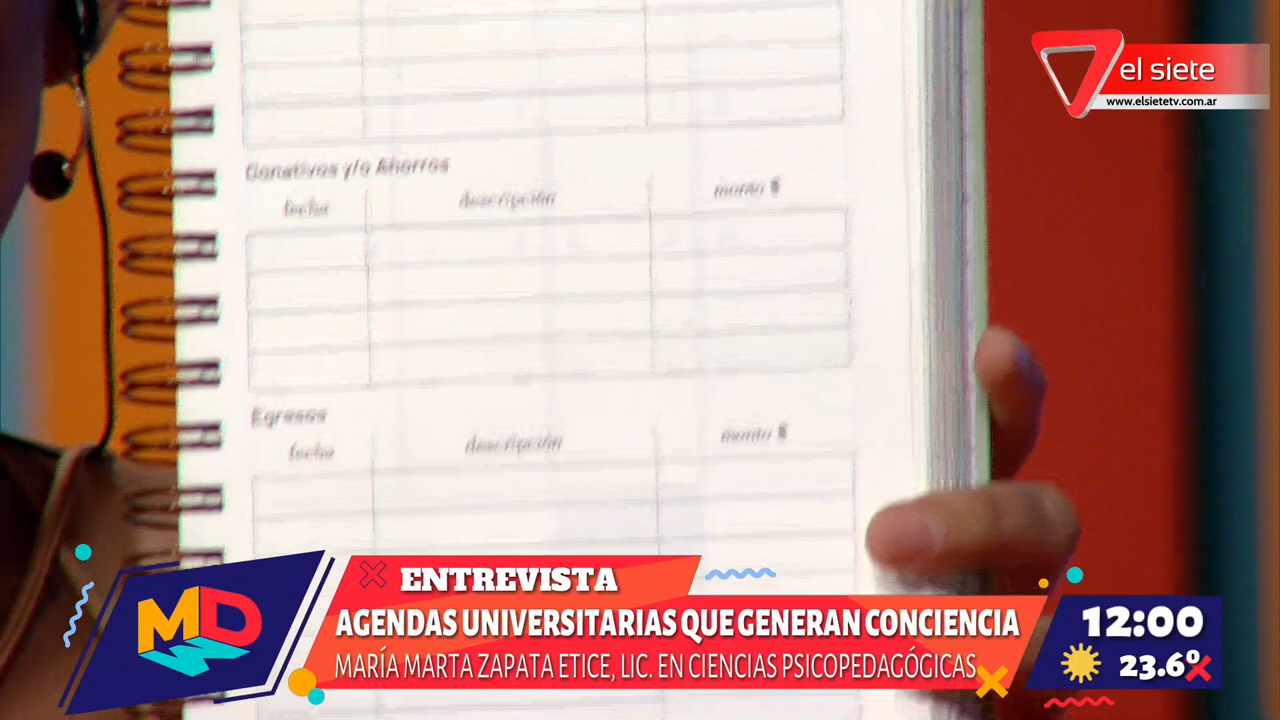 el siete
www.elsietetv.com.ar
Donativos y/o Ahorros
fecha descripción monto $
Egresos
fecha descripción monto $
ENTREVISTA
AGENDAS UNIVERSITARIAS QUE GENERAN CONCIENCIA
MARÍA MARTA ZAPATA ETICE, LIC. EN CIENCIAS PSICOPEDAGÓGICAS
MD
12:00
23.6º